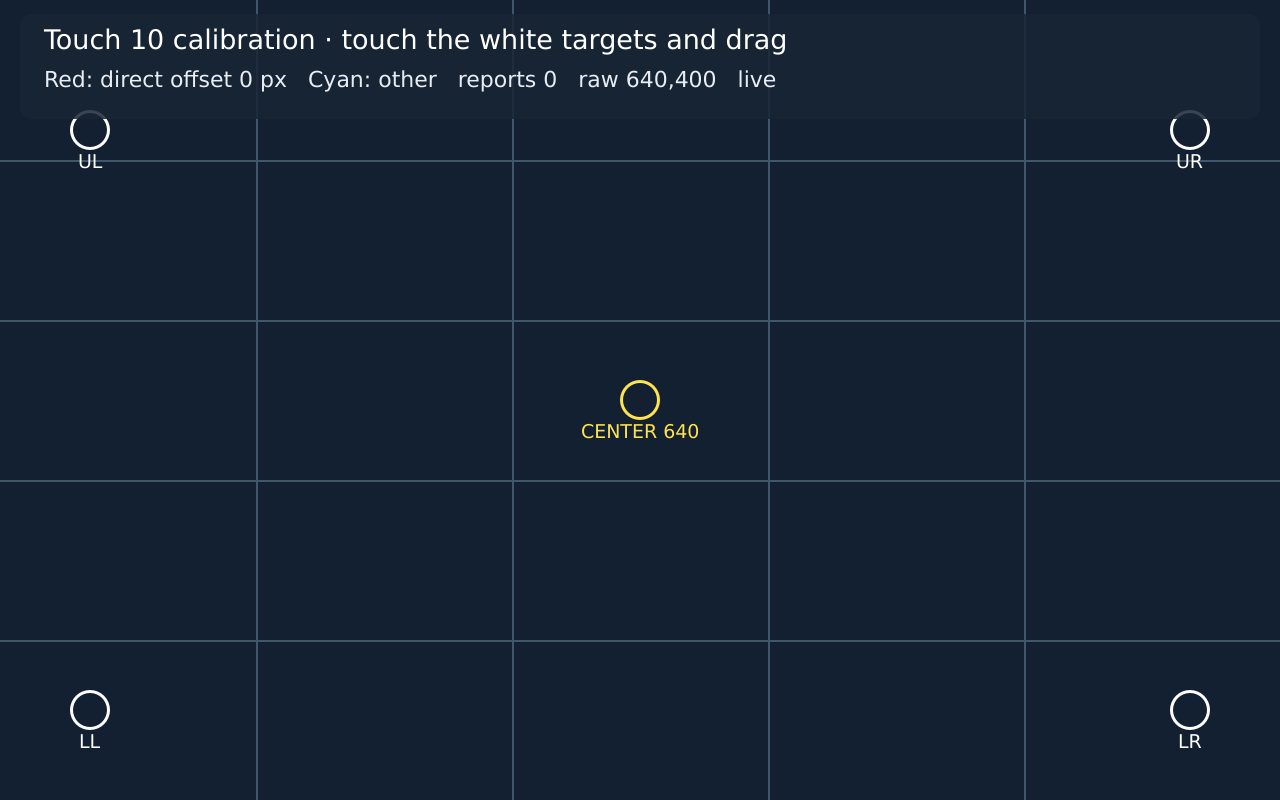 Touch 10 calibration · touch the white targets and drag
Red: direct offset 0 px   Cyan: other   reports 0   raw 640,400   live
UL
UR
CENTER 640
LL
LR